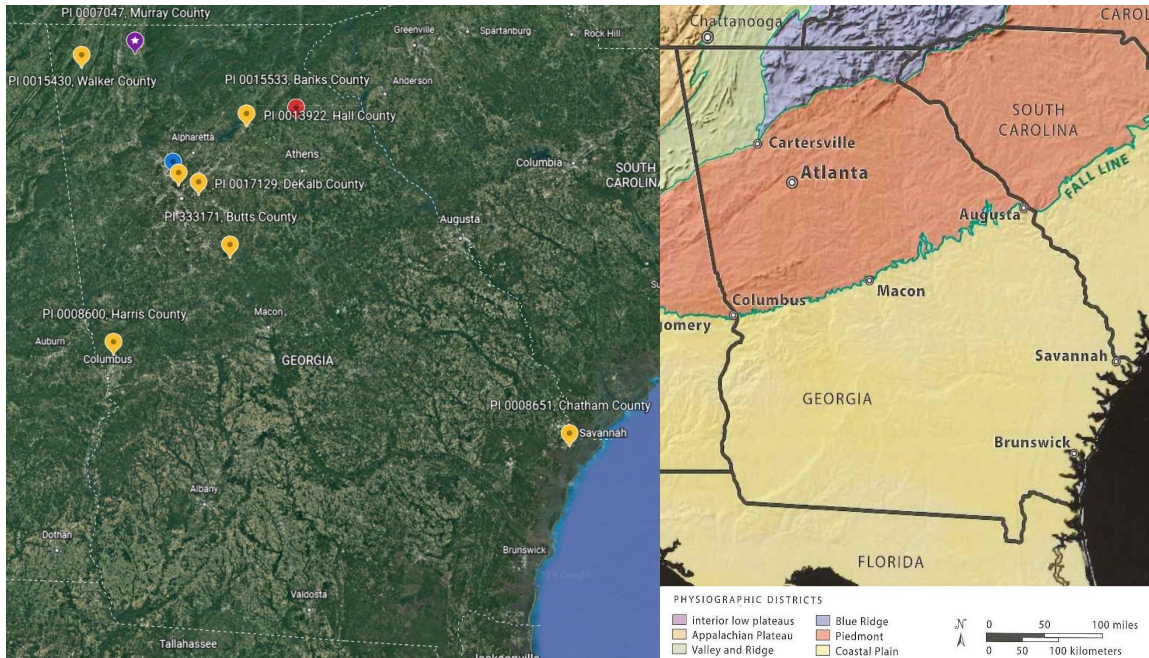 PI 0007047, Murray County
PI 0015430, Walker County
Greenville
Spartanburg
Rock Hill
PI 0015533, Banks County
Anderson
PI 0013922, Hall County
Alpharetta
Athens
Columbia
SOUTH
CAROLINA
PI 0017129, DeKalb County
PI 333171, Butts County
Augusta
PI 0008600, Harris County
Macon
Auburn
Columbus
GEORGIA
PI 0008651, Chatham County
Savannah
Albany
Dothan
Brunswick
Valdosta
Tallahassee
Jacksonville
Chattanooga
CAROL
SOUTH
CAROLINA
Cartersville
Atlanta
FALL LINE
Augusta
Macon
Columbus
gomery
Savannah
GEORGIA
Brunswick
FLORIDA
PHYSIOGRAPHIC DISTRICTS
interior low plateaus
Appalachian Plateau
Valley and Ridge
Blue Ridge
Piedmont
Coastal Plain
N
0 50 100 miles
0 50 100 kilometers